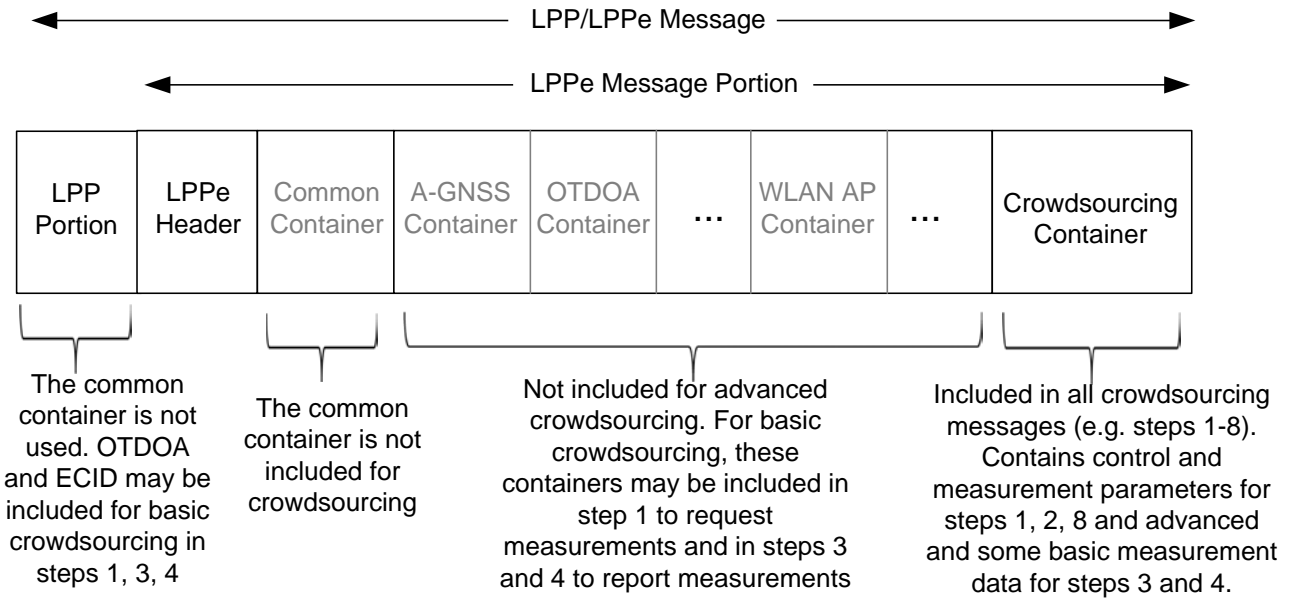 LPP/LPPe Message
LPPe Message Portion
LPP
Portion
LPPe
Header
Common
Container
A-GNSS
Container
OTDOA
Container
...
WLAN AP
Container
...
Crowdsourcing
Container
The common
container is not
used. OTDOA
and ECID may be
included for basic
crowdsourcing in
steps 1, 3, 4
The common
container is not
included for
crowdsourcing
Not included for advanced
crowdsourcing. For basic
crowdsourcing, these
containers may be included in
step 1 to request
measurements and in steps 3
and 4 to report measurements
Included in all crowdsourcing
messages (e.g. steps 1-8).
Contains control and
measurement parameters for
steps 1, 2, 8 and advanced
and some basic measurement
data for steps 3 and 4.